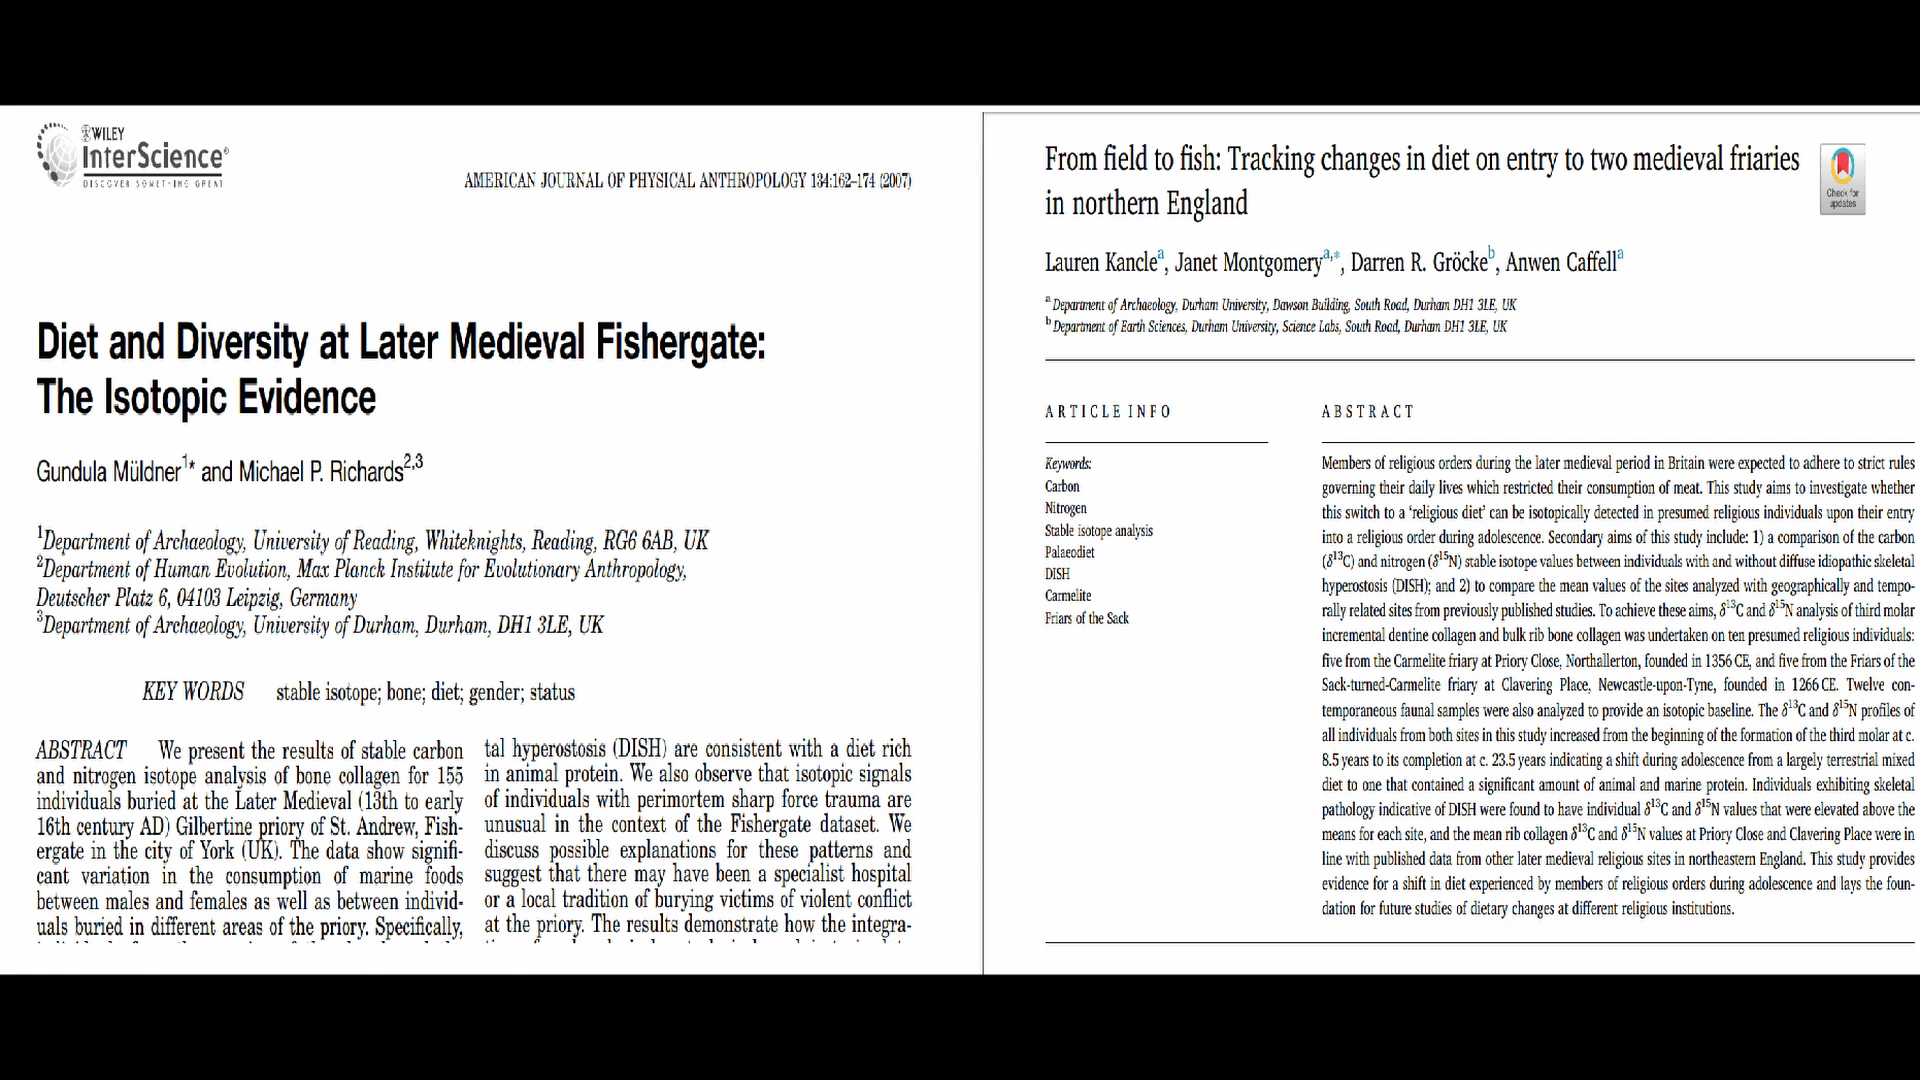 WILEY
InterScience®
DISCOVER SOMETHING GREAT
AMERICAN JOURNAL OF PHYSICAL ANTHROPOLOGY 134:162–174 (2007)
Diet and Diversity at Later Medieval Fishergate:
The Isotopic Evidence
Gundula Müldner1* and Michael P. Richards2,3
1Department of Archaeology, University of Reading, Whiteknights, Reading, RG6 6AB, UK
2Department of Human Evolution, Max Planck Institute for Evolutionary Anthropology,
Deutscher Platz 6, 04103 Leipzig, Germany
3Department of Archaeology, University of Durham, Durham, DH1 3LE, UK
KEY WORDS stable isotope; bone; diet; gender; status
ABSTRACT We present the results of stable carbon
and nitrogen isotope analysis of bone collagen for 155
individuals buried at the Later Medieval (13th to early
16th century AD) Gilbertine priory of St. Andrew, Fish-
ergate in the city of York (UK). The data show signifi-
cant variation in the consumption of marine foods
between males and females as well as between individ-
uals buried in different areas of the priory. Specifically,
tal hyperostosis (DISH) are consistent with a diet rich
in animal protein. We also observe that isotopic signals
of individuals with perimortem sharp force trauma are
unusual in the context of the Fishergate dataset. We
discuss possible explanations for these patterns and
suggest that there may have been a specialist hospital
or a local tradition of burying victims of violent conflict
at the priory. The results demonstrate how the integra-
From field to fish: Tracking changes in diet on entry to two medieval friaries
in northern England
Check for
updates
Lauren Kanclea, Janet Montgomerya,*, Darren R. Gröckeb, Anwen Caffella
a Department of Archaeology, Durham University, Dawson Building, South Road, Durham DH1 3LE, UK
b Department of Earth Sciences, Durham University, Science Labs, South Road, Durham DH1 3LE, UK
ARTICLE INFO
Keywords:
Carbon
Nitrogen
Stable isotope analysis
Palaeodiet
DISH
Carmelite
Friars of the Sack
ABSTRACT
Members of religious orders during the later medieval period in Britain were expected to adhere to strict rules
governing their daily lives which restricted their consumption of meat. This study aims to investigate whether
this switch to a ‘religious diet’ can be isotopically detected in presumed religious individuals upon their entry
into a religious order during adolescence. Secondary aims of this study include: 1) a comparison of the carbon
(δ13C) and nitrogen (δ15N) stable isotope values between individuals with and without diffuse idiopathic skeletal
hyperostosis (DISH); and 2) to compare the mean values of the sites analyzed with geographically and tempo-
rally related sites from previously published studies. To achieve these aims, δ13C and δ15N analysis of third molar
incremental dentine collagen and bulk rib bone collagen was undertaken on ten presumed religious individuals:
five from the Carmelite friary at Priory Close, Northallerton, founded in 1356 CE, and five from the Friars of the
Sack-turned-Carmelite friary at Clavering Place, Newcastle-upon-Tyne, founded in 1266 CE. Twelve con-
temporaneous faunal samples were also analyzed to provide an isotopic baseline. The δ13C and δ15N profiles of
all individuals from both sites in this study increased from the beginning of the formation of the third molar at c.
8.5 years to its completion at c. 23.5 years indicating a shift during adolescence from a largely terrestrial mixed
diet to one that contained a significant amount of animal and marine protein. Individuals exhibiting skeletal
pathology indicative of DISH were found to have individual δ13C and δ15N values that were elevated above the
means for each site, and the mean rib collagen δ13C and δ15N values at Priory Close and Clavering Place were in
line with published data from other later medieval religious sites in northeastern England. This study provides
evidence for a shift in diet experienced by members of religious orders during adolescence and lays the foun-
dation for future studies of dietary changes at different religious institutions.